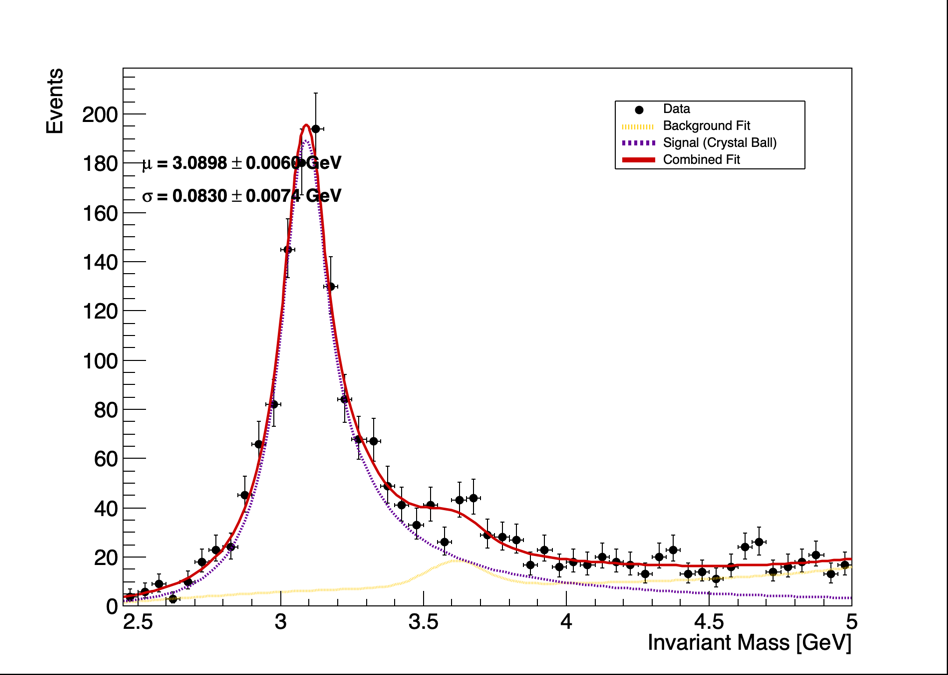 Events
200
180
160
140
120
100
80
60
40
20
0
μ = 3.0898 ± 0.0060 GeV
σ = 0.0830 ± 0.0074 GeV
Data
Background Fit
Signal (Crystal Ball)
Combined Fit
2.5 3 3.5 4 4.5 5
Invariant Mass [GeV]